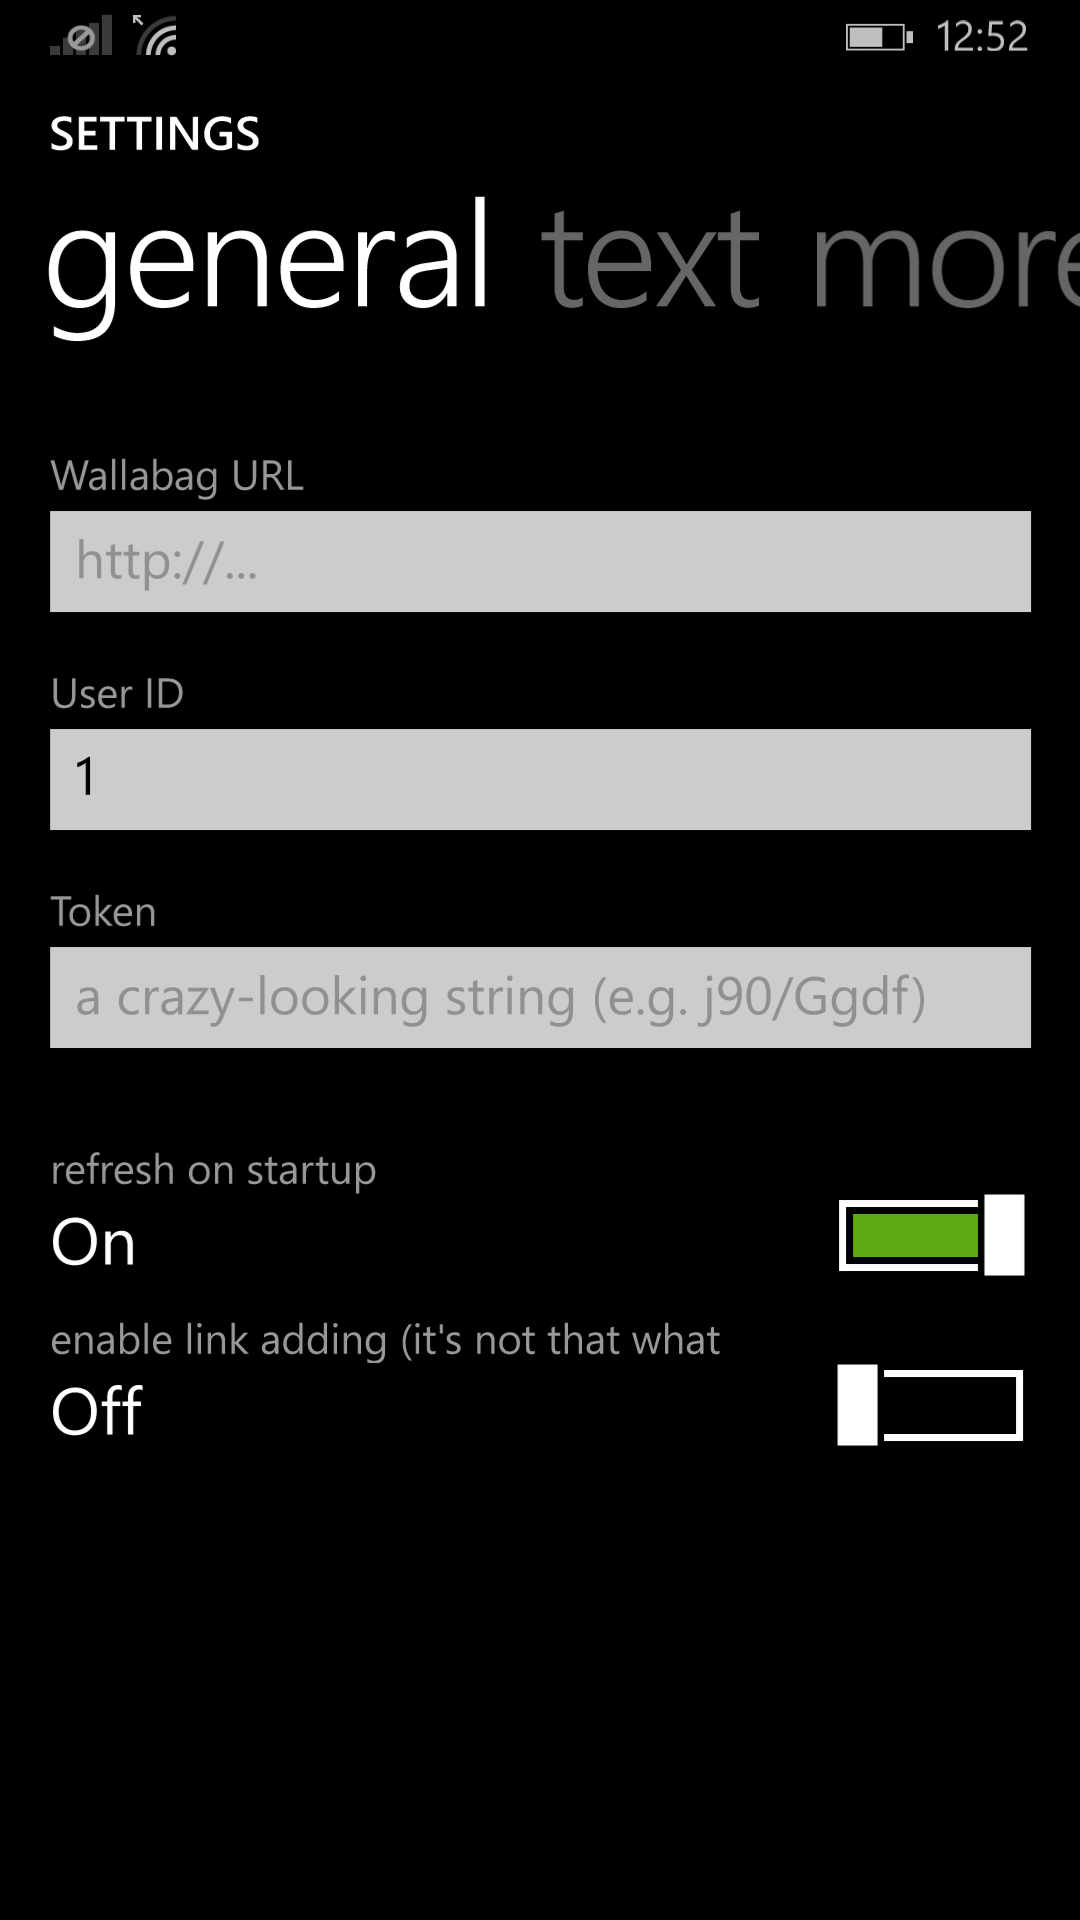 12:52
SETTINGS
general text more
Wallabag URL
http://...
User ID
1
Token
a crazy-looking string (e.g. j90/Ggdf)
refresh on startup
On
enable link adding (it's not that what
Off